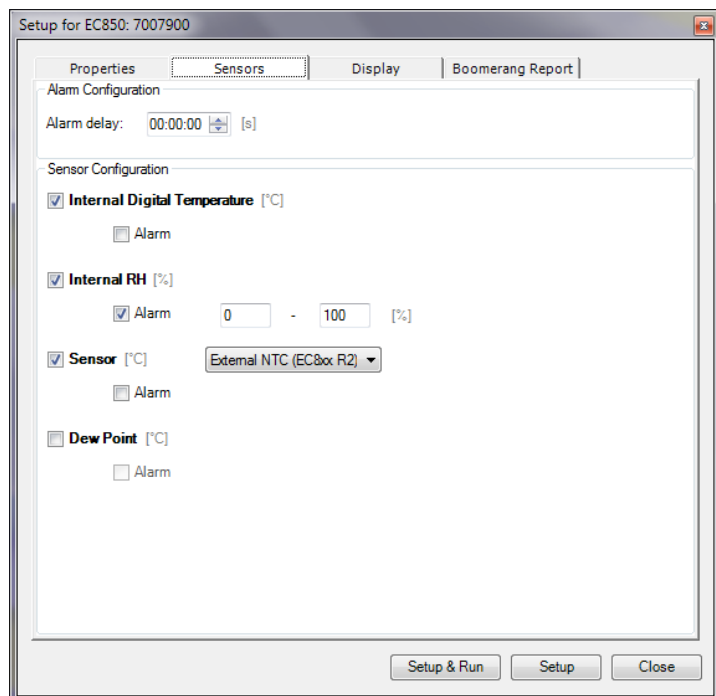 Setup for EC850: 7007900
Properties Sensors Display Boomerang Report
Alarm Configuration
Alarm delay: 00:00:00 [s]
Sensor Configuration
Internal Digital Temperature [°C]
Alarm
Internal RH [%]
Alarm 0 - 100 [%]
Sensor [°C] External NTC (EC8xx R2)
Alarm
Dew Point [°C]
Alarm
Setup & Run Setup Close